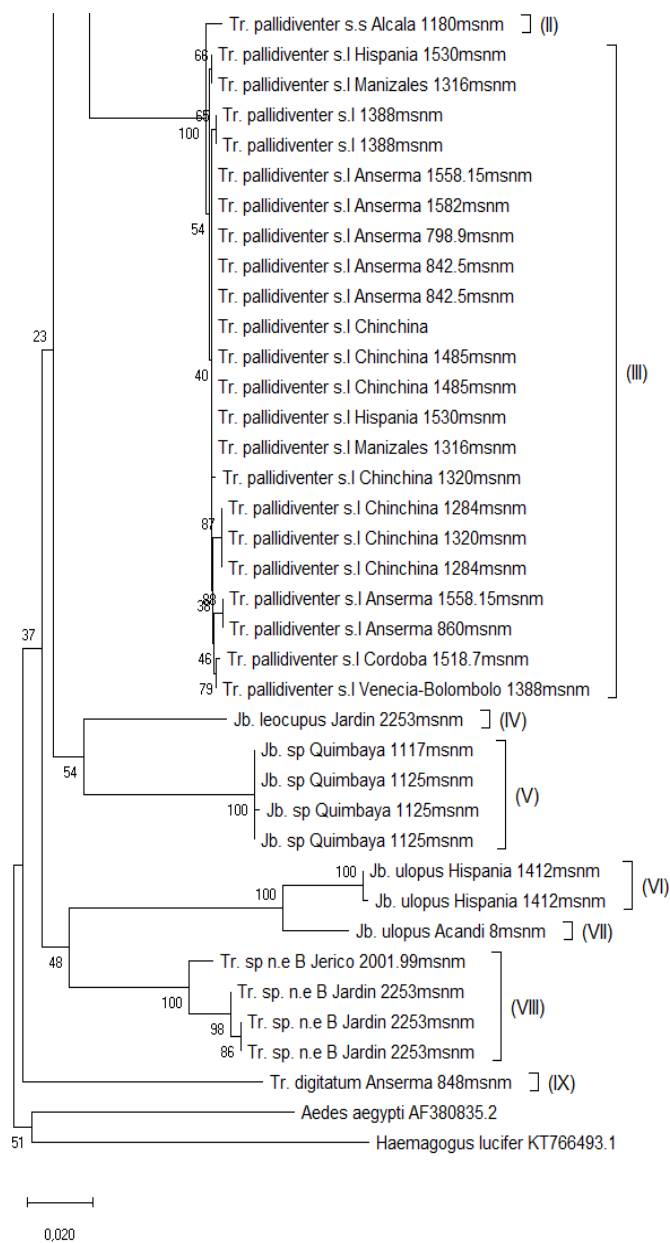 Tr. pallidiventer s.s Alcala 1180msnm (II)
66 Tr. pallidiventer s.l Hispania 1530msnm
Tr. pallidiventer s.l Manizales 1316msnm
65 Tr. pallidiventer s.l 1388msnm
100 Tr. pallidiventer s.l 1388msnm
Tr. pallidiventer s.l Anserma 1558.15msnm
Tr. pallidiventer s.l Anserma 1582msnm
54 Tr. pallidiventer s.l Anserma 798.9msnm
Tr. pallidiventer s.l Anserma 842.5msnm
Tr. pallidiventer s.l Anserma 842.5msnm
23 Tr. pallidiventer s.l Chinchina
Tr. pallidiventer s.l Chinchina 1485msnm
40 Tr. pallidiventer s.l Chinchina 1485msnm (III)
Tr. pallidiventer s.l Hispania 1530msnm
Tr. pallidiventer s.l Manizales 1316msnm
Tr. pallidiventer s.l Chinchina 1320msnm
Tr. pallidiventer s.l Chinchina 1284msnm
87 Tr. pallidiventer s.l Chinchina 1320msnm
Tr. pallidiventer s.l Chinchina 1284msnm
38 Tr. pallidiventer s.l Anserma 1558.15msnm
37 Tr. pallidiventer s.l Anserma 860msnm
46 Tr. pallidiventer s.l Cordoba 1518.7msnm
79 Tr. pallidiventer s.l Venecia-Bolombolo 1388msnm
Jb. leocupus Jardin 2253msnm (IV)
Jb. sp Quimbaya 1117msnm
54 Jb. sp Quimbaya 1125msnm (V)
100 Jb. sp Quimbaya 1125msnm
Jb. sp Quimbaya 1125msnm
100 Jb. ulopus Hispania 1412msnm (VI)
100 Jb. ulopus Hispania 1412msnm
Jb. ulopus Acandi 8msnm (VII)
48 Tr. sp n.e B Jerico 2001.99msnm
100 Tr. sp. n.e B Jardin 2253msnm (VIII)
98 Tr. sp. n.e B Jardin 2253msnm
86 Tr. sp. n.e B Jardin 2253msnm
Tr. digitatum Anserma 848msnm (IX)
Aedes aegypti AF380835.2
51 Haemagogus lucifer KT766493.1
0,020